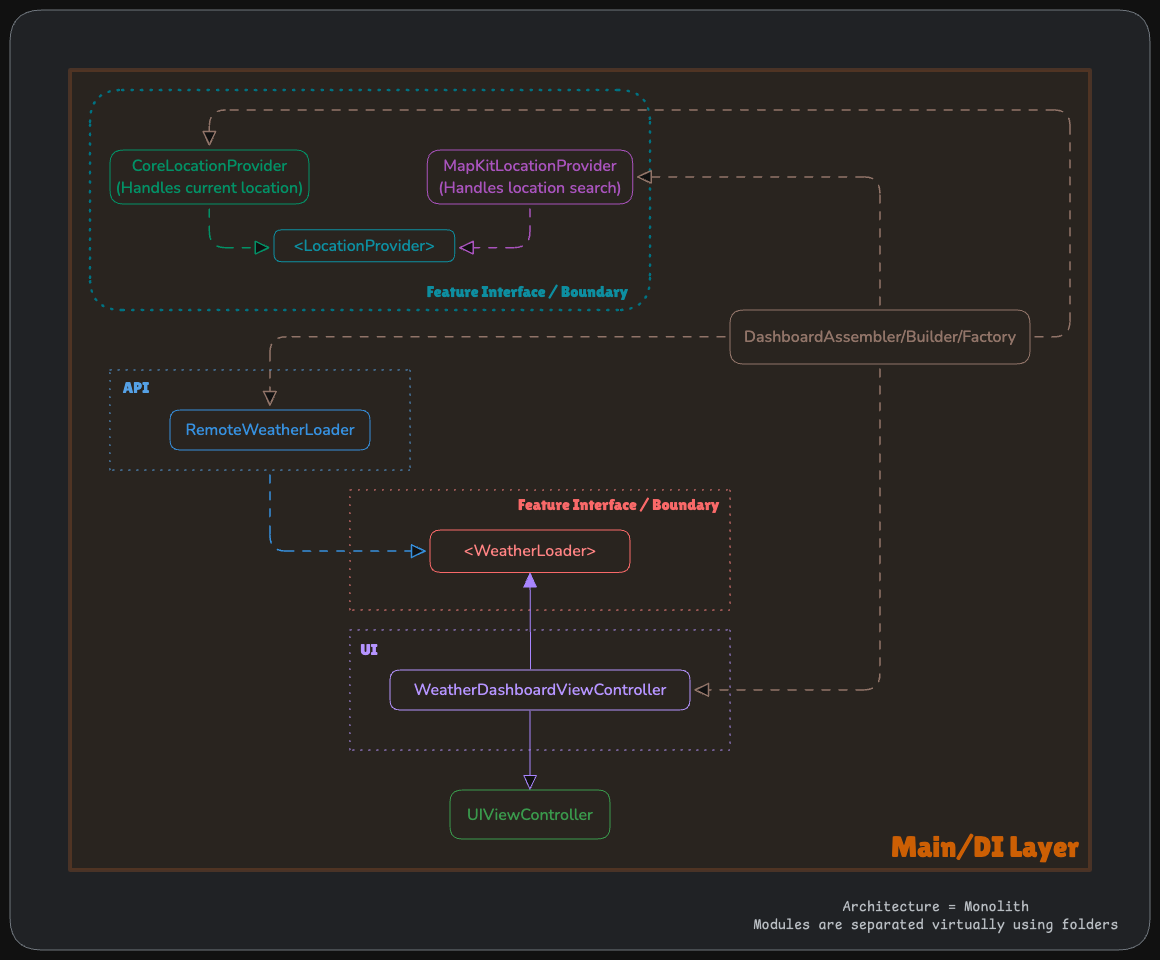 CoreLocationProvider
(Handles current location)
MapKitLocationProvider
(Handles location search)
<LocationProvider>
Feature Interface / Boundary
DashboardAssembler/Builder/Factory
API
RemoteWeatherLoader
Feature Interface / Boundary
<WeatherLoader>
UI
WeatherDashboardViewController
UIViewController
Main/DI Layer
Architecture = Monolith
Modules are separated virtually using folders